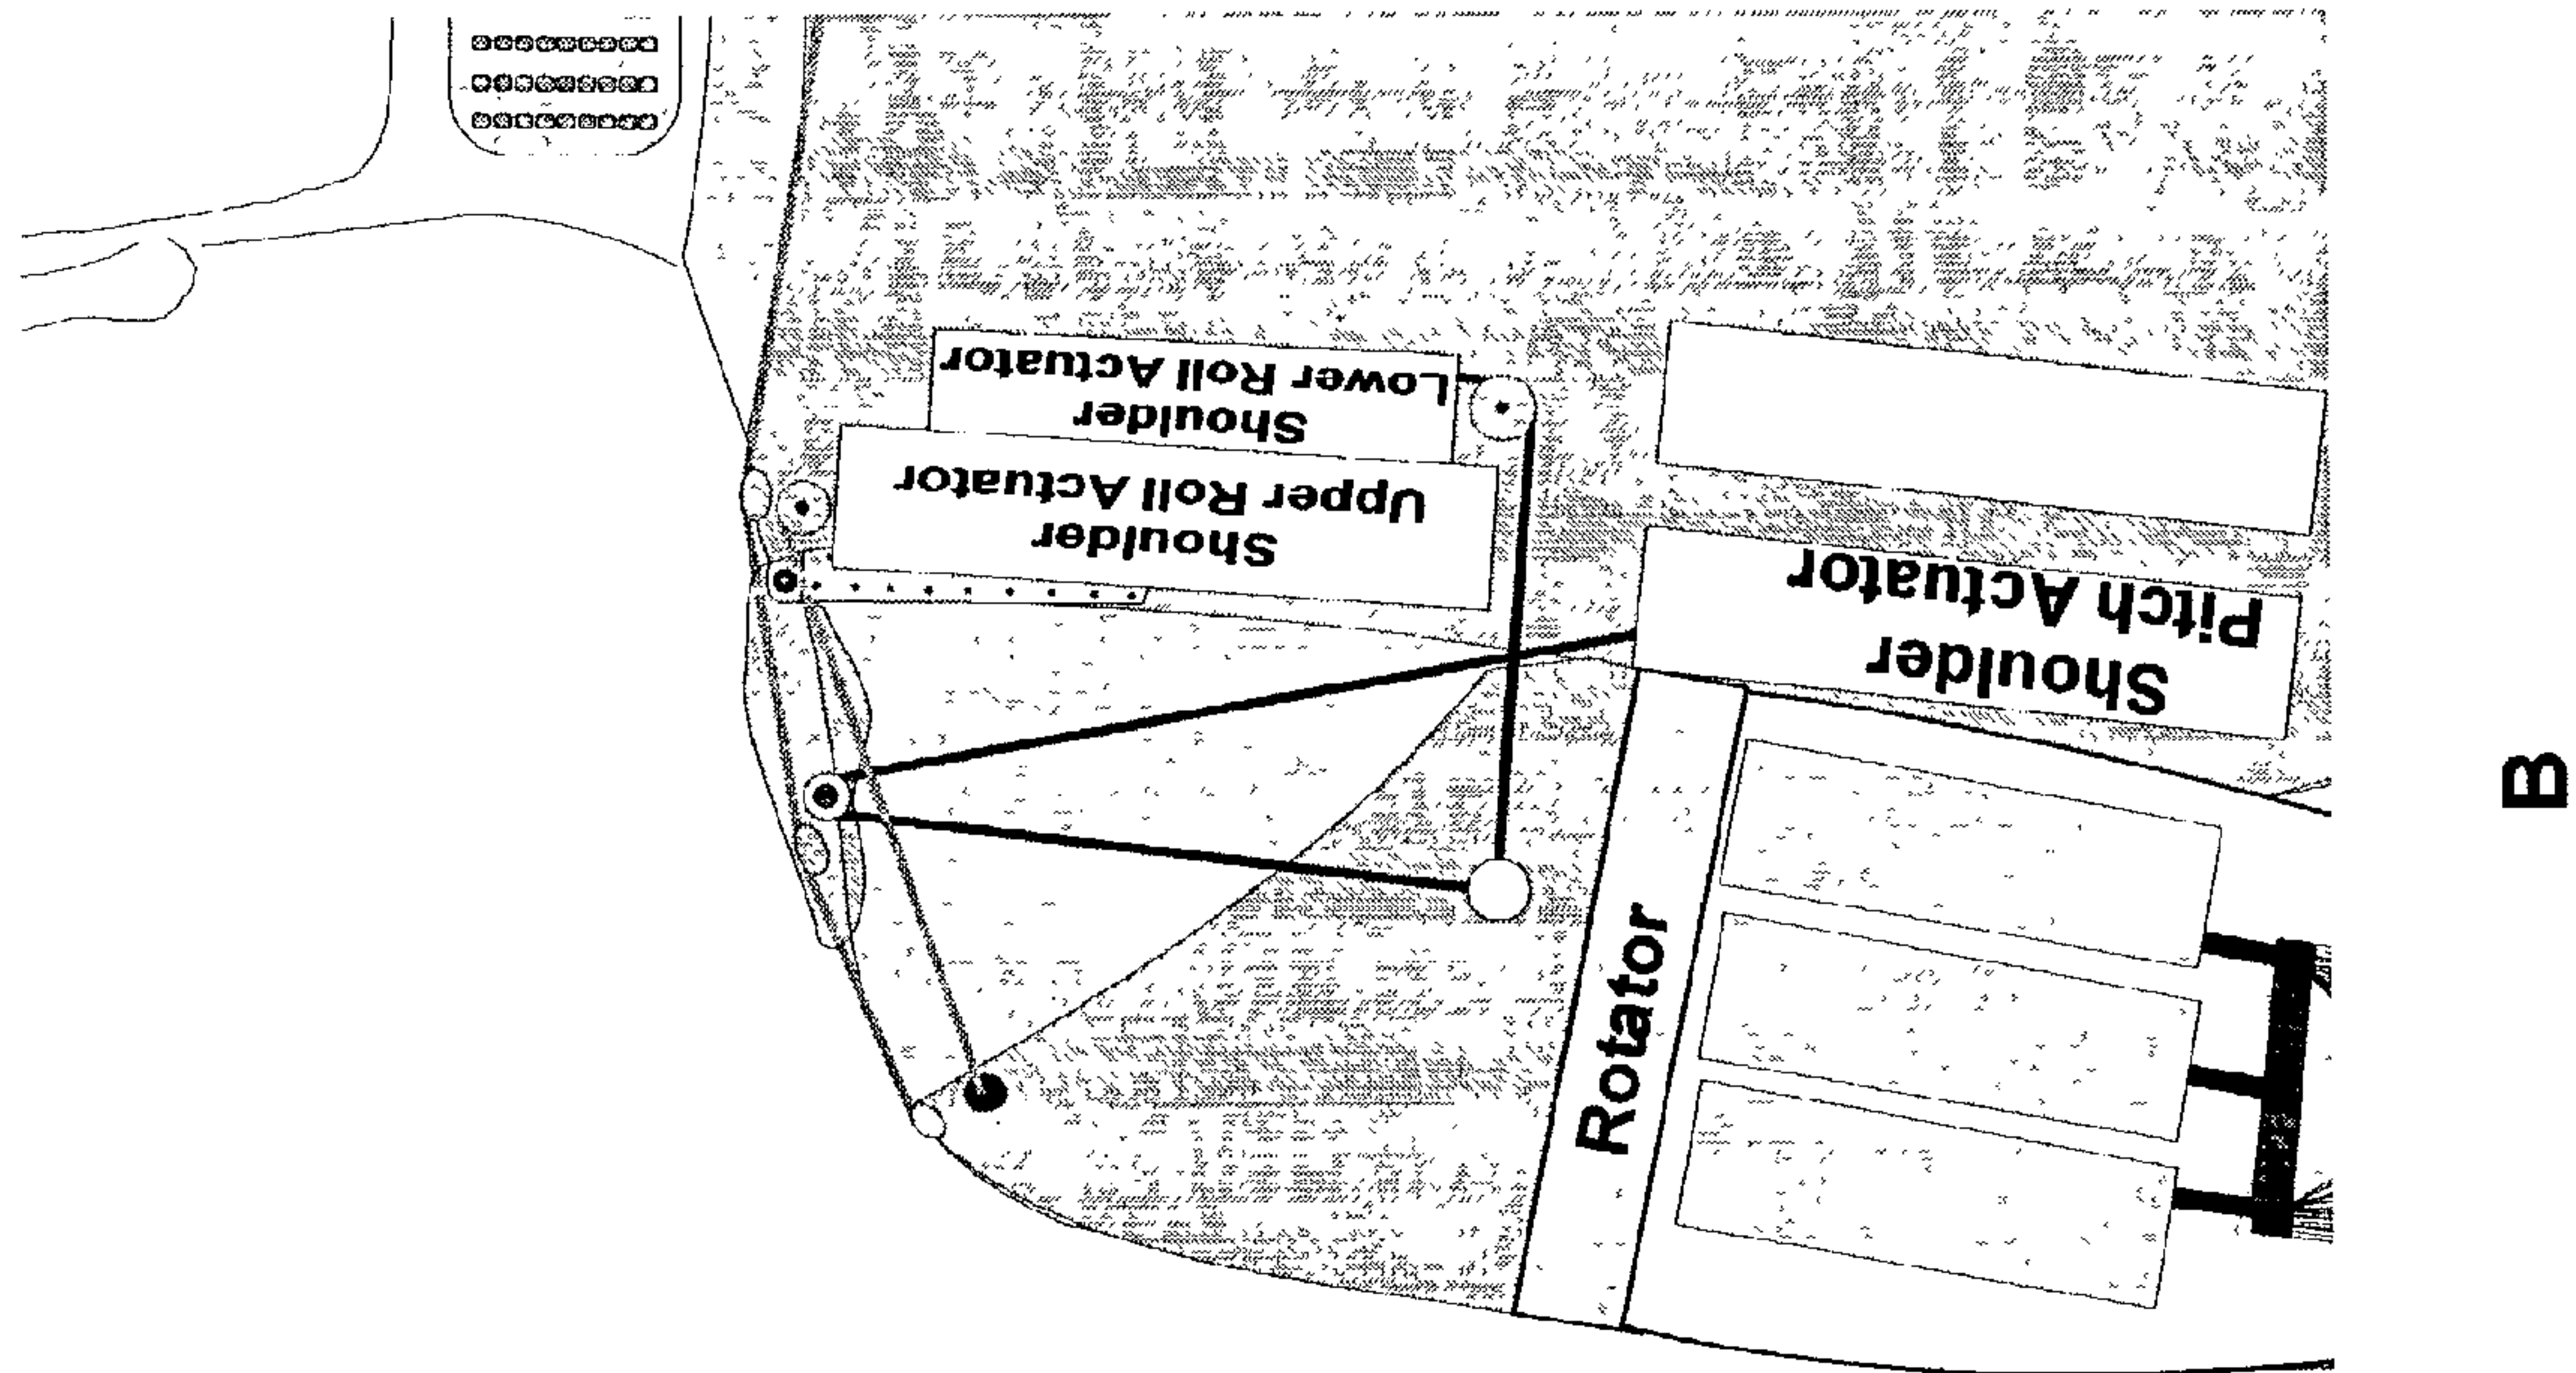 Shoulder
Lower Roll Actuator
Shoulder
Upper Roll Actuator
Shoulder
Pitch Actuator
Rotator
B